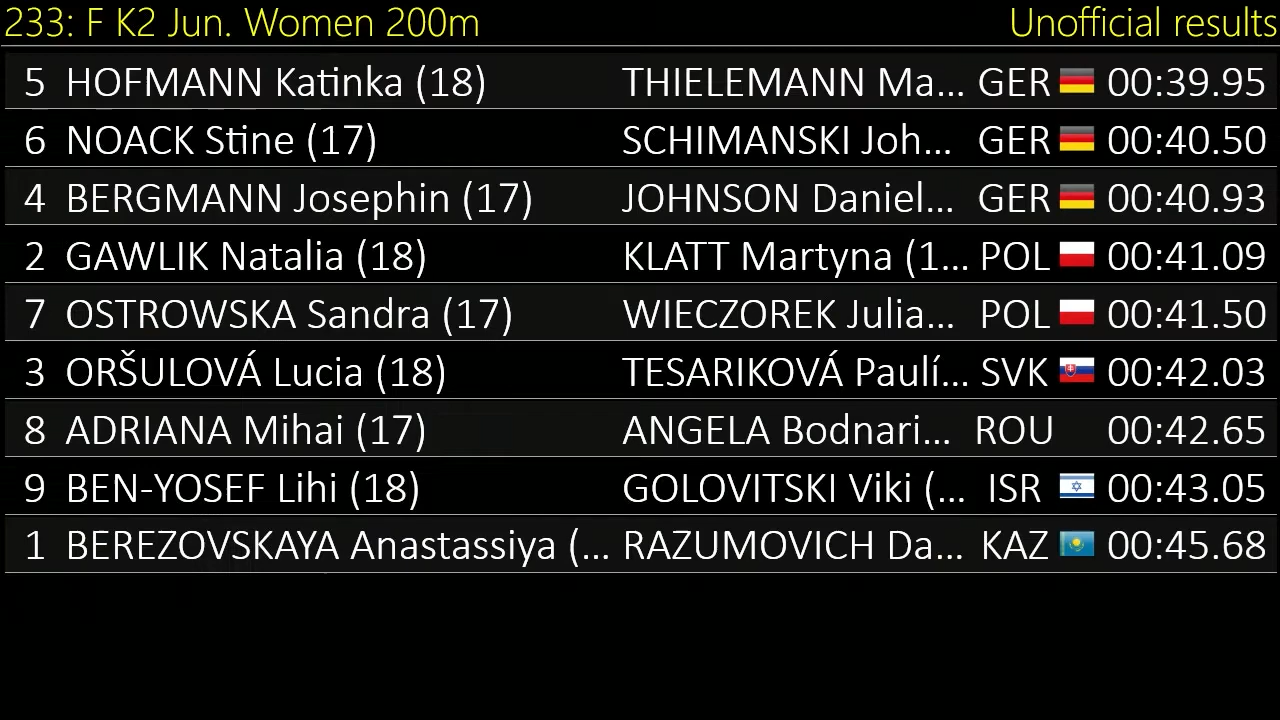 233: F K2 Jun. Women 200m Unofficial results
5 HOFMANN Katinka (18) THIELEMANN Ma... GER 00:39.95
6 NOACK Stine (17) SCHIMANSKI Joh... GER 00:40.50
4 BERGMANN Josephin (17) JOHNSON Daniel... GER 00:40.93
2 GAWLIK Natalia (18) KLATT Martyna (1... POL 00:41.09
7 OSTROWSKA Sandra (17) WIECZOREK Julia... POL 00:41.50
3 ORŠULOVÁ Lucia (18) TESARIKOVÁ Paulí... SVK 00:42.03
8 ADRIANA Mihai (17) ANGELA Bodnari... ROU 00:42.65
9 BEN-YOSEF Lihi (18) GOLOVITSKI Viki (... ISR 00:43.05
1 BEREZOVSKAYA Anastassiya (... RAZUMOVICH Da... KAZ 00:45.68